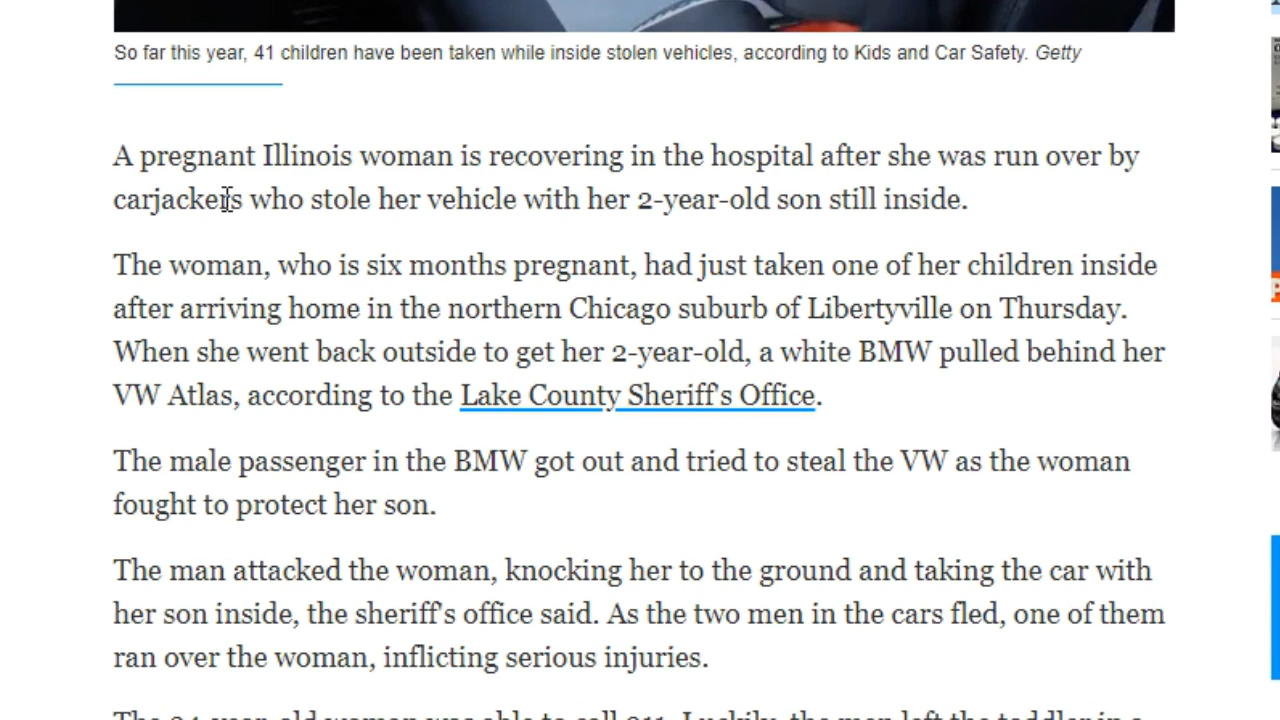 So far this year, 41 children have been taken while inside stolen vehicles, according to Kids and Car Safety. Getty
A pregnant Illinois woman is recovering in the hospital after she was run over by
carjackers who stole her vehicle with her 2-year-old son still inside.
The woman, who is six months pregnant, had just taken one of her children inside
after arriving home in the northern Chicago suburb of Libertyville on Thursday.
When she went back outside to get her 2-year-old, a white BMW pulled behind her
VW Atlas, according to the Lake County Sheriff's Office.
The male passenger in the BMW got out and tried to steal the VW as the woman
fought to protect her son.
The man attacked the woman, knocking her to the ground and taking the car with
her son inside, the sheriff's office said. As the two men in the cars fled, one of them
ran over the woman, inflicting serious injuries.